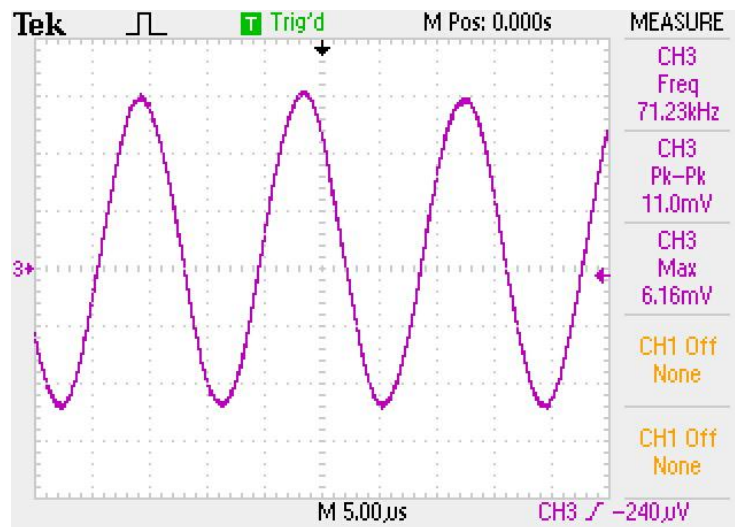 Tek T Trig'd M Pos: 0.000s MEASURE
CH3
Freq
71.23kHz
CH3
Pk-Pk
11.0mV
CH3
Max
6.16mV
CH1 Off
None
CH1 Off
None
3
M 5.00µs CH3 -240µV